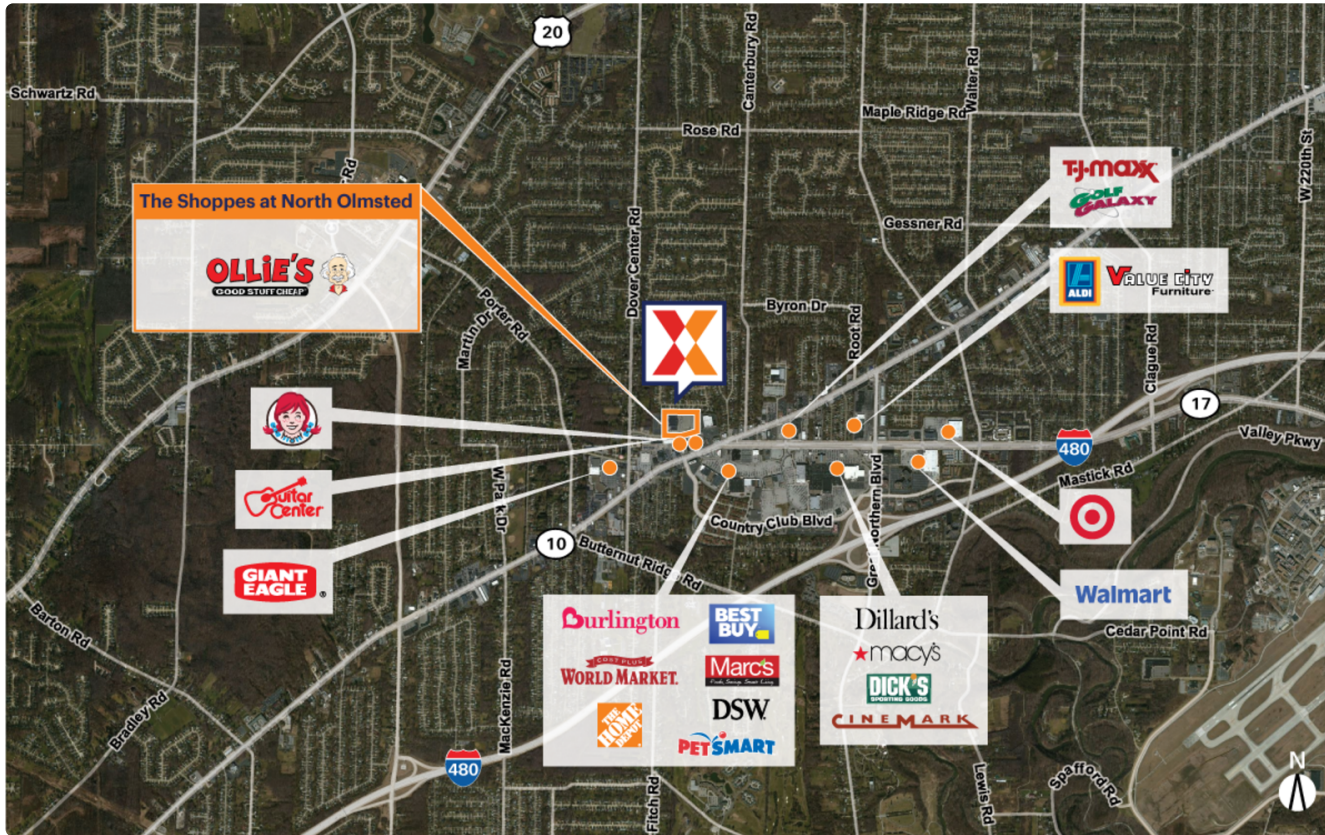 20
Schwartz Rd
Canterbury Rd
Walter Rd
Maple Ridge Rd
Rose Rd
W 220th St
Rd
T·J·maxx
GOLF
GALAXY
The Shoppes at North Olmsted
OLLiE'S
GOOD STUFF CHEAP
Gessner Rd
Dover Center Rd
ALDI
VALUE CiTY
Furniture
Porter Rd
Martin Dr
Byron Dr
Root Rd
Clague Rd
17
Valley Pkwy
480
Mastick Rd
Guitar
Center
W Park Dr
Country Club Blvd
Great Northern Blvd
10
Butternut Ridge Rd
GIANT
EAGLE
Walmart
Burlington
BEST
BUY
Dillard's
macy's
Cedar Point Rd
Barton Rd
COST PLUS
WORLD MARKET.
Marc's
DICK'S
SPORTING GOODS
THE
HOME
DEPOT
DSW
CINEMARK
PETSMART
Bradley Rd
MacKenzie Rd
480
Fitch Rd
Lewis Rd
Spafford Rd
N